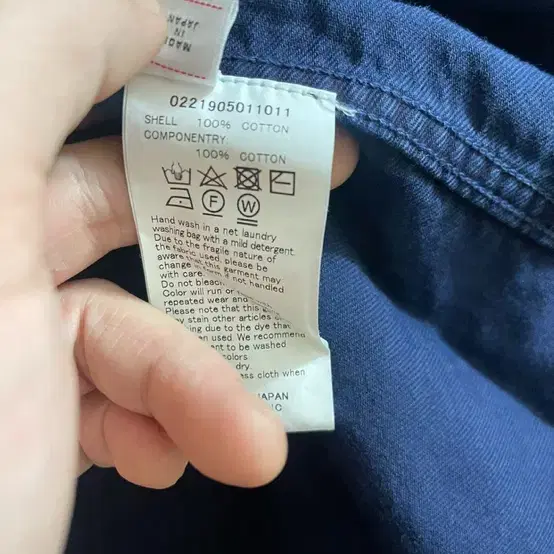 MADE
IN
JAPAN
0221905011011
SHELL 100% COTTON
COMPONENTRY:
100% COTTON
F W
Hand wash in a net laundry
washing bag with a mild detergent
Due to the fragile nature of
the fabric used, please be
aware that this garment may
change in form if not handled
with care.
Do not bleach
Color will run or
repeated wear and
Please note that this
stain other articles
due to the dye that
used. We recommend
to be washed
colors
dry.
cloth when
JAPAN